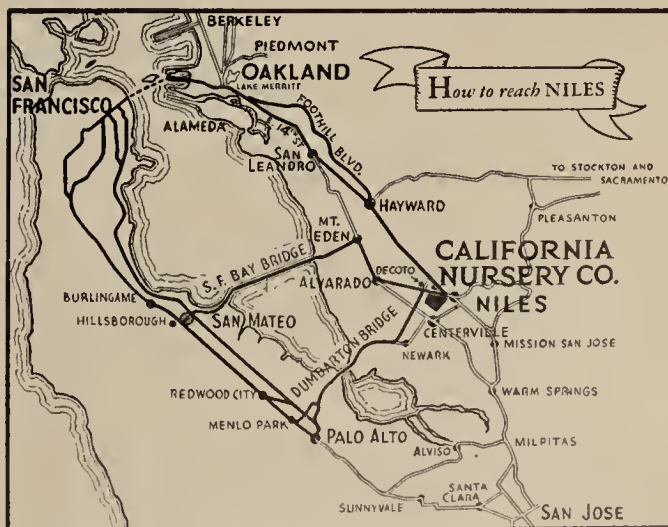 BERKELEY
PIEDMONT
OAKLAND
LAKE MERRITT
SAN
FRANCISCO
How to reach NILES
ALAMEDA
E. 14TH ST.
FOOTHILL BLVD.
SAN
LEANDRO
TO STOCKTON AND
SACRAMENTO
HAYWARD
PLEASANTON
MT.
EDEN
S.F. BAY BRIDGE
CALIFORNIA
NURSERY CO.
NILES
DECOTO
ALVARADO
BURLINGAME
HILLSBOROUGH
SAN MATEO
DUMBARTON BRIDGE
CENTERVILLE
NEWARK
MISSION SAN JOSE
REDWOOD CITY
WARM SPRINGS
MENLO PARK
PALO ALTO
ALVISO
MILPITAS
SUNNYVALE
SANTA
CLARA
SAN JOSE